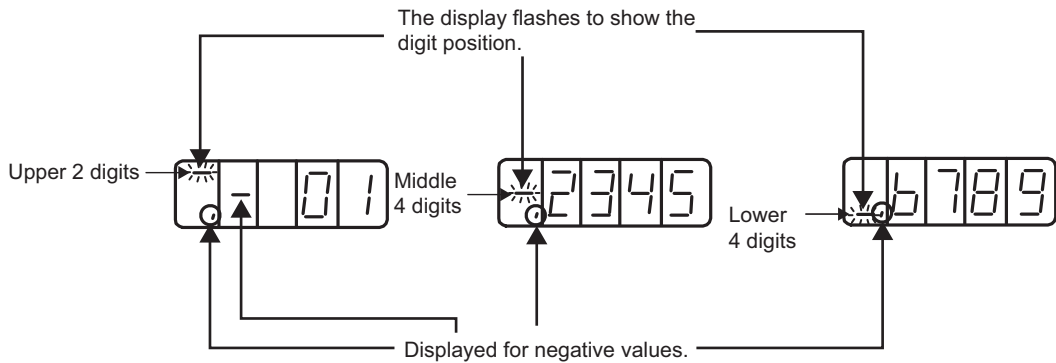 The display flashes to show the
digit position.
Upper 2 digits
- 01
Middle
4 digits
2345
Lower
4 digits
6789
Displayed for negative values.